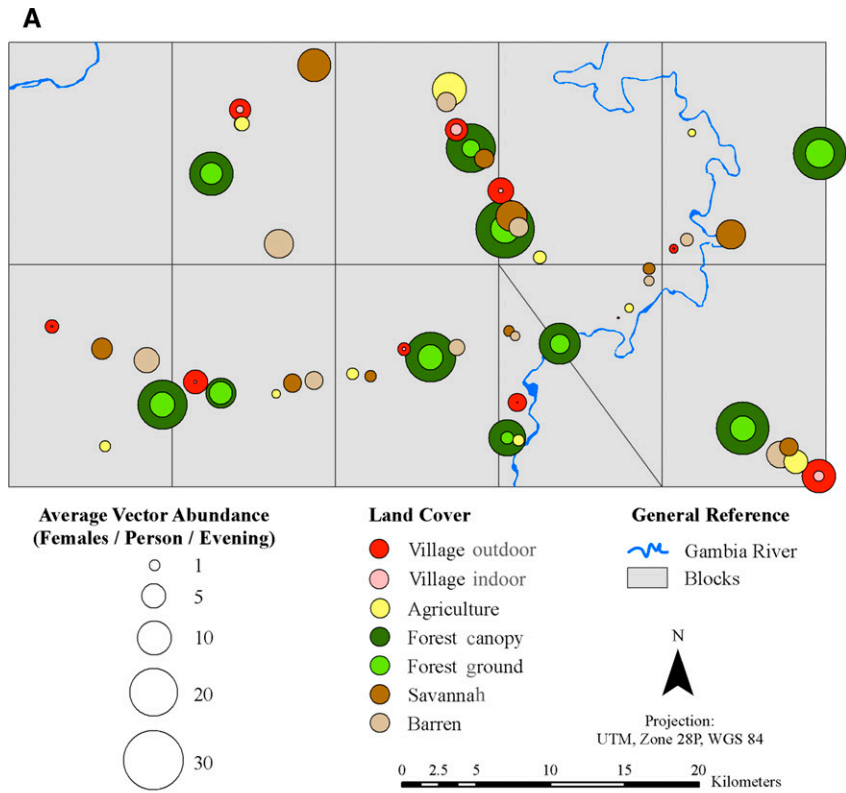 A
Average Vector Abundance
(Females / Person / Evening)
1
5
10
20
30
Land Cover
Village outdoor
Village indoor
Agriculture
Forest canopy
Forest ground
Savannah
Barren
General Reference
Gambia River
Blocks
N
Projection:
UTM, Zone 28P, WGS 84
0 2.5 5 10 15 20
Kilometers